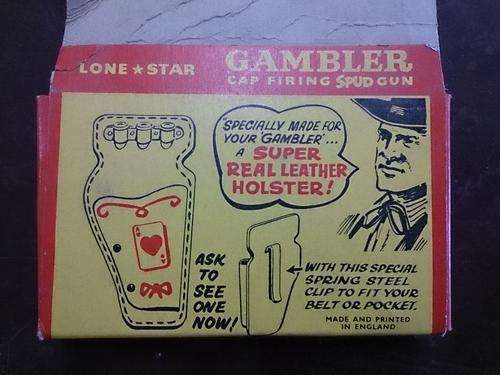 LONE ★ STAR
GAMBLER
CAP FIRING SPUD GUN
'SPECIALLY MADE FOR
YOUR 'GAMBLER'...
A SUPER
REAL LEATHER
HOLSTER!
ASK
TO
SEE
ONE
NOW!
WITH THIS SPECIAL
SPRING STEEL
CLIP TO FIT YOUR
BELT OR POCKET.
MADE AND PRINTED
IN ENGLAND